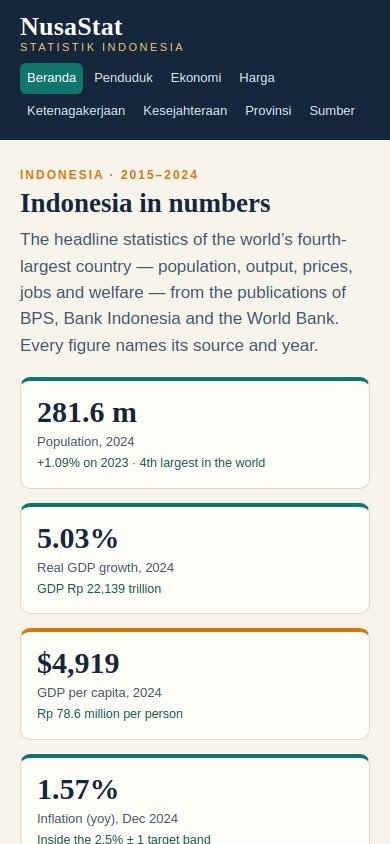 NusaStat
STATISTIK INDONESIA
Beranda Penduduk Ekonomi Harga
Ketenagakerjaan Kesejahteraan Provinsi Sumber
INDONESIA · 2015–2024
Indonesia in numbers
The headline statistics of the world’s fourth-
largest country — population, output, prices,
jobs and welfare — from the publications of
BPS, Bank Indonesia and the World Bank.
Every figure names its source and year.
281.6 m
Population, 2024
+1.09% on 2023 · 4th largest in the world
5.03%
Real GDP growth, 2024
GDP Rp 22,139 trillion
$4,919
GDP per capita, 2024
Rp 78.6 million per person
1.57%
Inflation (yoy), Dec 2024
Inside the 2.5% ± 1 target band